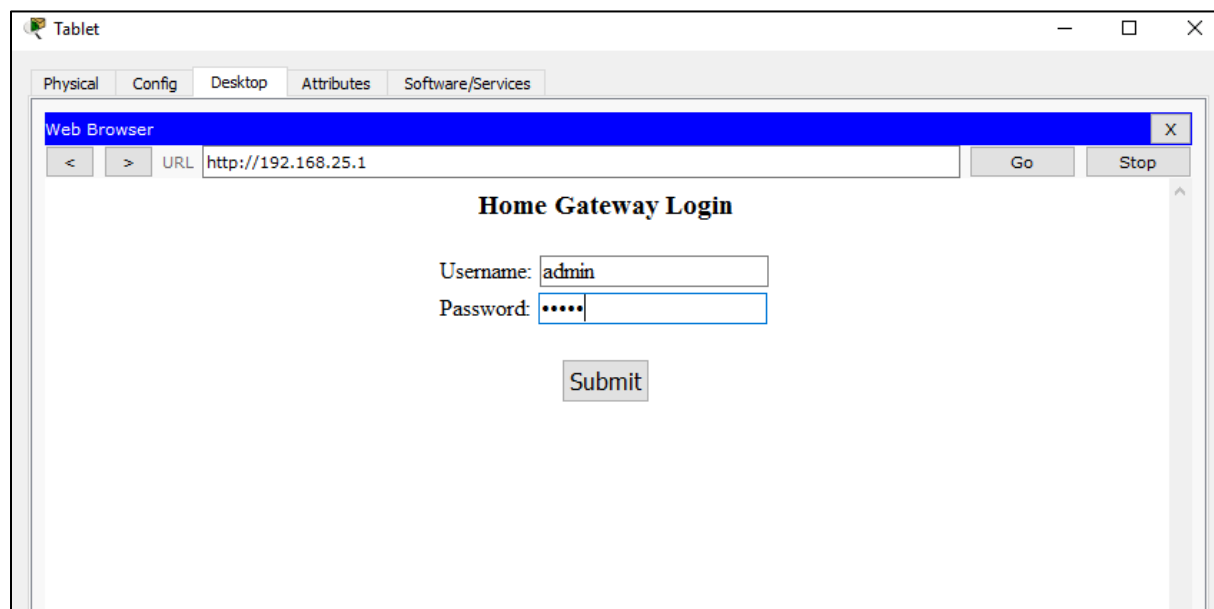 Tablet
Physical Config Desktop Attributes Software/Services
Web Browser X
< > URL http://192.168.25.1 Go Stop
Home Gateway Login
Username: admin
Password: •••••
Submit